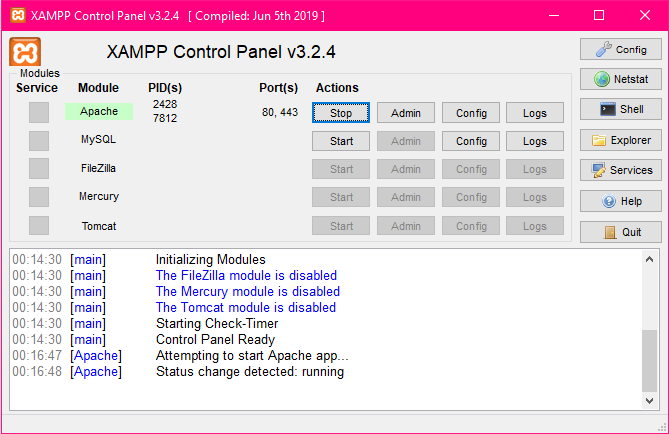 XAMPP Control Panel v3.2.4 [ Compiled: Jun 5th 2019 ]
XAMPP Control Panel v3.2.4
Modules
Service Module PID(s) Port(s) Actions
Apache 2428 7812 80, 443 Stop Admin Config Logs
MySQL Start Admin Config Logs
FileZilla Start Admin Config Logs
Mercury Start Admin Config Logs
Tomcat Start Admin Config Logs
Config
Netstat
Shell
Explorer
Services
Help
Quit
00:14:30 [main] Initializing Modules
00:14:30 [main] The FileZilla module is disabled
00:14:30 [main] The Mercury module is disabled
00:14:30 [main] The Tomcat module is disabled
00:14:30 [main] Starting Check-Timer
00:14:30 [main] Control Panel Ready
00:16:47 [Apache] Attempting to start Apache app...
00:16:48 [Apache] Status change detected: running